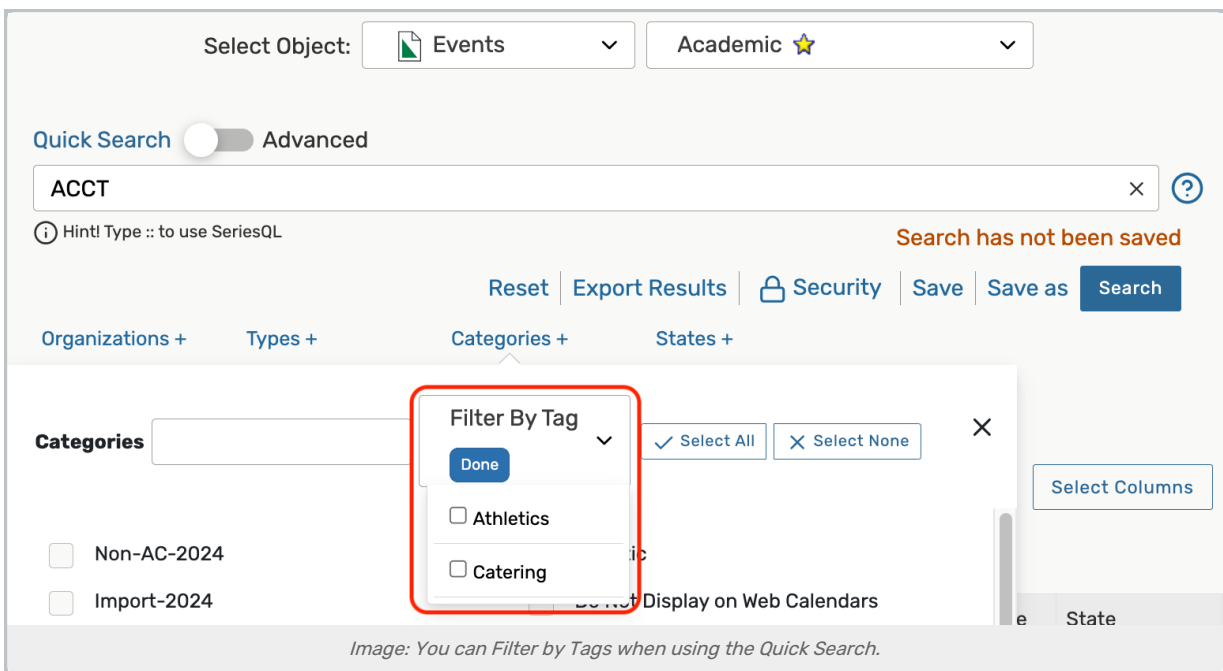 Select Object: Events Academic
Quick Search Advanced
ACCT
Hint! Type :: to use SeriesQL
Search has not been saved
Reset Export Results Security Save Save as Search
Organizations + Types + Categories + States +
Filter By Tag
Categories Select All Select None
Done
Select Columns
Athletics
Non-AC-2024 ic
Catering
Import-2024 Do Not Display on Web Calendars
e State
Image: You can Filter by Tags when using the Quick Search.